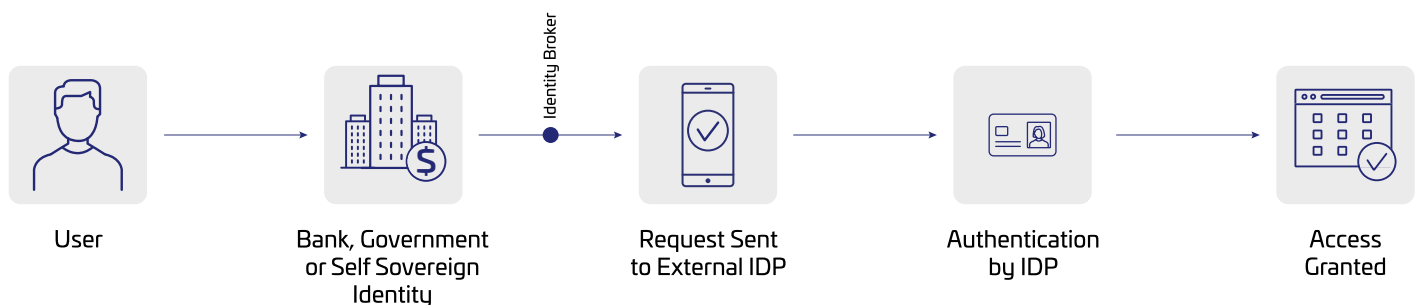 Identity Broker
User
Bank, Government
or Self Sovereign
Identity
Request Sent
to External IDP
Authentication
by IDP
Access
Granted
$